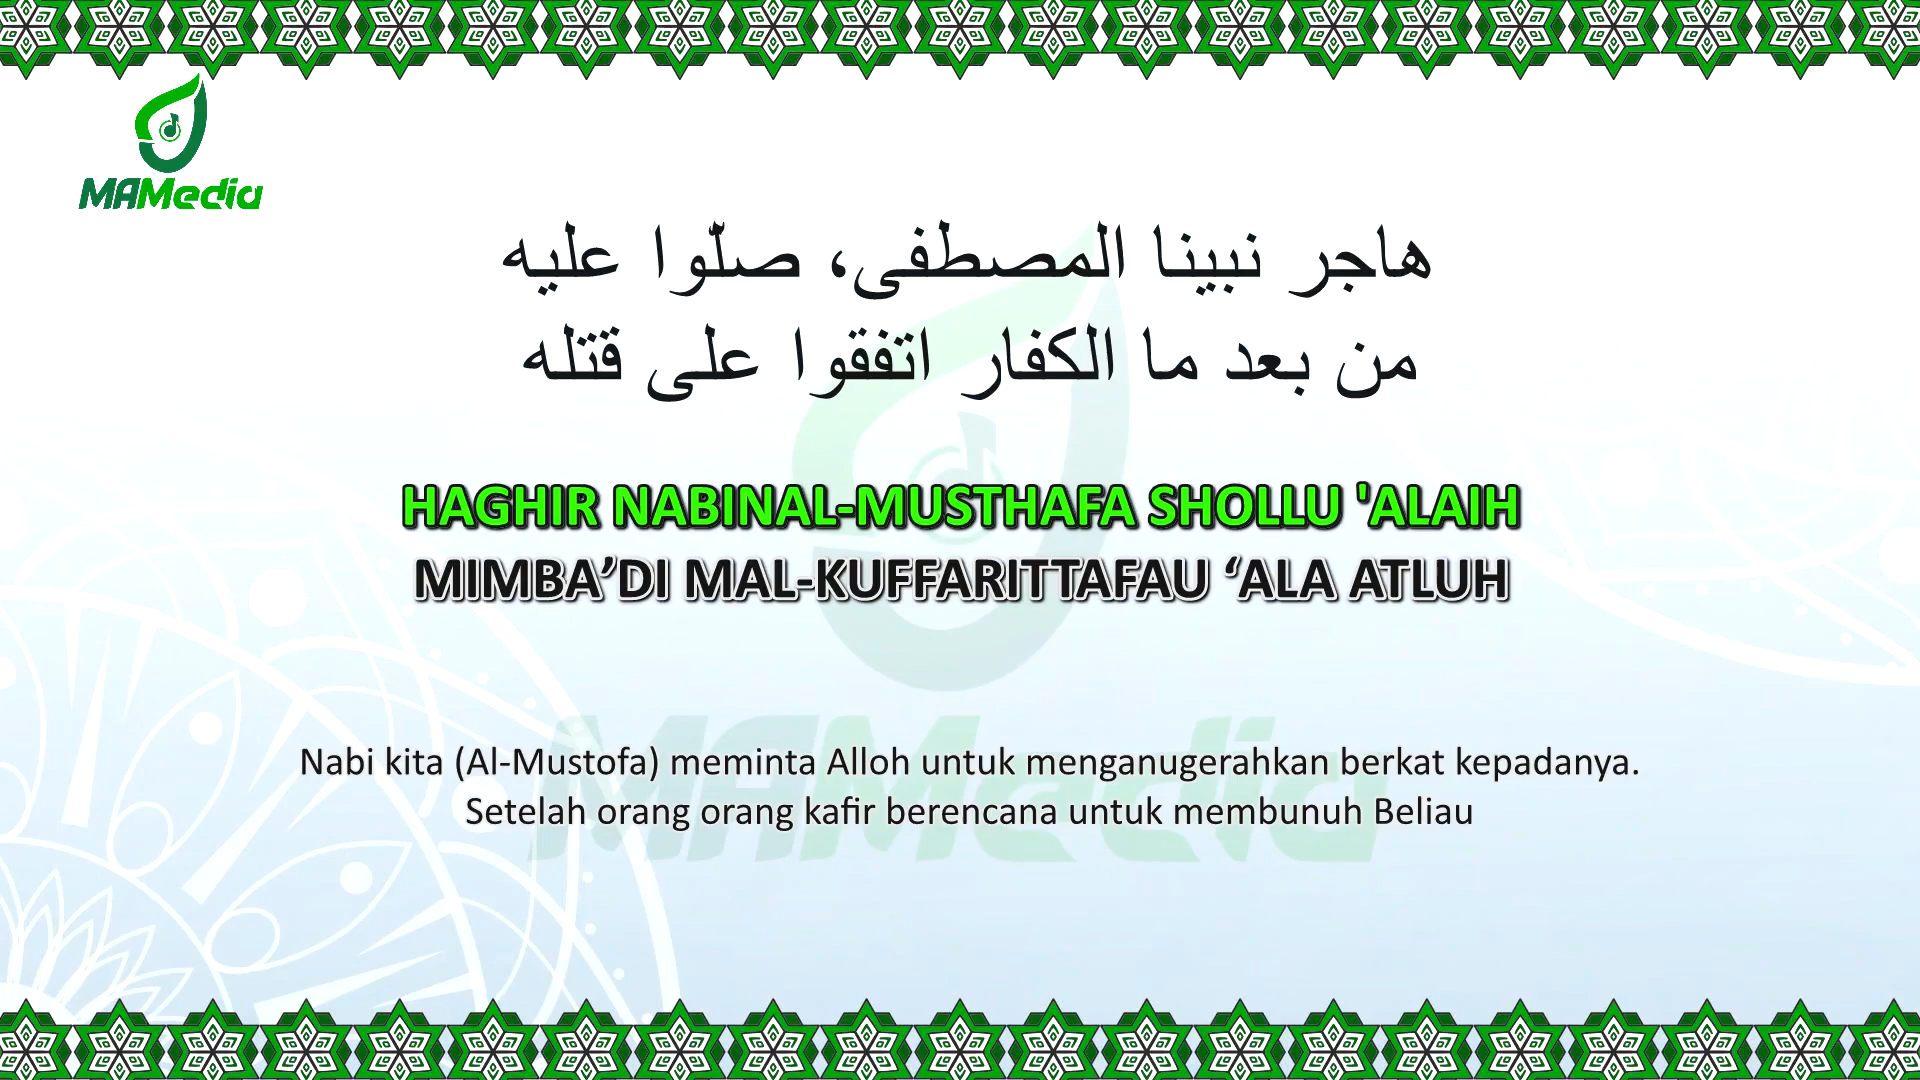 MAMedia
هاجر نبينا المصطفى، صلّوا عليه
من بعد ما الكفار اتفقوا على قتله
HAGHIR NABINAL-MUSTHAFA SHOLLU 'ALAIH
MIMBA’DI MAL-KUFFARITTAFAU ‘ALA ATLUH
MAMedia
Nabi kita (Al-Mustofa) meminta Alloh untuk menganugerahkan berkat kepadanya.
Setelah orang orang kafir berencana untuk membunuh Beliau